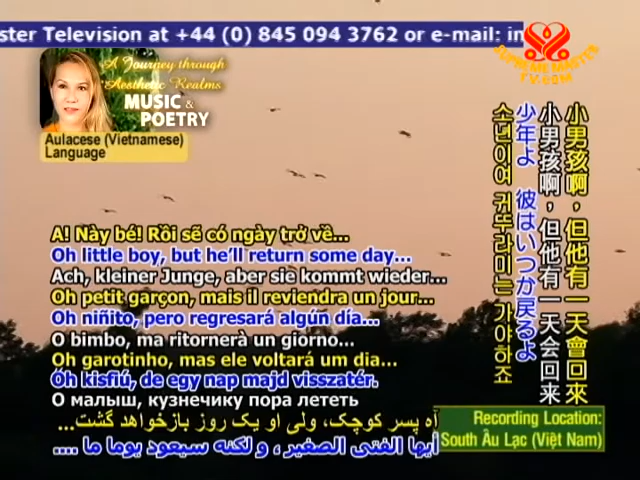 ster Television at +44 (0) 845 094 3762 or e-mail: in
SUPREME MASTER
TV.COM
A Journey through
Aesthetic Realms
MUSIC &
POETRY
Aulacese (Vietnamese)
Language
小男孩啊，但他有一天會回來
小男孩啊，但他有一天会回来
少年よ 彼はいつか戻るよ
소년이여 귀뚜라미는 가야하죠
A! Này bé! Rồi sẽ có ngày trở về...
Oh little boy, but he'll return some day...
Ach, kleiner Junge, aber sie kommt wieder...
Oh petit garçon, mais il reviendra un jour...
Oh niñito, pero regresará algún día...
O bimbo, ma ritornerà un giorno...
Oh garotinho, mas ele voltará um dia...
Óh kisfiú, de egy nap majd visszatér.
О малыш, кузнечику пора лететь
آه پسر کوچک، ولی او یک روز بازخواهد گشت...
أيها الفتى الصغير، و لكنه سيعود يوما ما ....
Recording Location:
South Âu Lạc (Việt Nam)